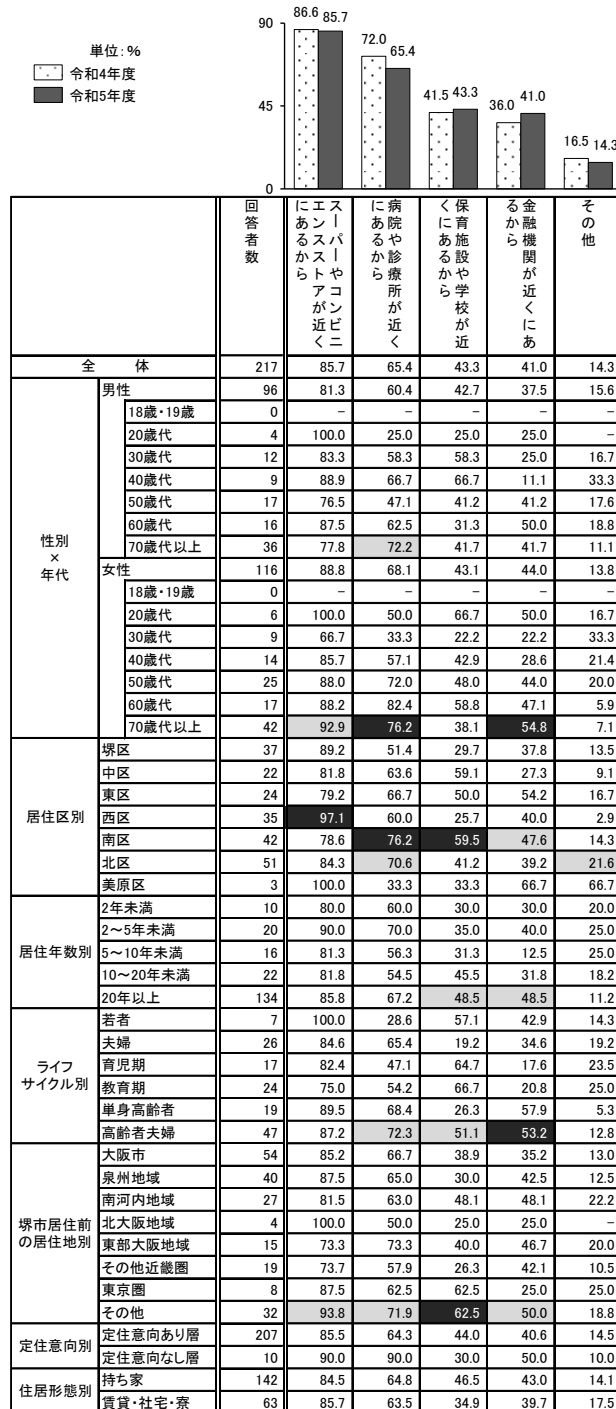 単位：％
令和4年度
令和5年度
90
45
0
86.6 85.7
72.0 65.4
41.5 43.3
36.0 41.0
16.5 14.3
回答者数
スーパーやコンビニエンスストアが近くにあるから
病院や診療所が近くにあるから
保育施設や学校が近くにあるから
金融機関が近くにあるから
その他
全体 217 85.7 65.4 43.3 41.0 14.3
性別×年代
男性 96 81.3 60.4 42.7 37.5 15.6
18歳・19歳 0 － － － － －
20歳代 4 100.0 25.0 25.0 25.0 －
30歳代 12 83.3 58.3 58.3 25.0 16.7
40歳代 9 88.9 66.7 66.7 11.1 33.3
50歳代 17 76.5 47.1 41.2 41.2 17.6
60歳代 16 87.5 62.5 31.3 50.0 18.8
70歳代以上 36 77.8 72.2 41.7 41.7 11.1
女性 116 88.8 68.1 43.1 44.0 13.8
18歳・19歳 0 － － － － －
20歳代 6 100.0 50.0 66.7 50.0 16.7
30歳代 9 66.7 33.3 22.2 22.2 33.3
40歳代 14 85.7 57.1 42.9 28.6 21.4
50歳代 25 88.0 72.0 48.0 44.0 20.0
60歳代 17 88.2 82.4 58.8 47.1 5.9
70歳代以上 42 92.9 76.2 38.1 54.8 7.1
居住区別
堺区 37 89.2 51.4 29.7 37.8 13.5
中区 22 81.8 63.6 59.1 27.3 9.1
東区 24 79.2 66.7 50.0 54.2 16.7
西区 35 97.1 60.0 25.7 40.0 2.9
南区 42 78.6 76.2 59.5 47.6 14.3
北区 51 84.3 70.6 41.2 39.2 21.6
美原区 3 100.0 33.3 33.3 66.7 66.7
居住年数別
2年未満 10 80.0 60.0 30.0 30.0 20.0
2～5年未満 20 90.0 70.0 35.0 40.0 25.0
5～10年未満 16 81.3 56.3 31.3 12.5 25.0
10～20年未満 22 81.8 54.5 45.5 31.8 18.2
20年以上 134 85.8 67.2 48.5 48.5 11.2
ライフサイクル別
若者 7 100.0 28.6 57.1 42.9 14.3
夫婦 26 84.6 65.4 19.2 34.6 19.2
育児期 17 82.4 47.1 64.7 17.6 23.5
教育期 24 75.0 54.2 66.7 20.8 25.0
単身高齢者 19 89.5 68.4 26.3 57.9 5.3
高齢者夫婦 47 87.2 72.3 51.1 53.2 12.8
堺市居住前の居住地別
大阪市 54 85.2 66.7 38.9 35.2 13.0
泉州地域 40 87.5 65.0 30.0 42.5 12.5
南河内地域 27 81.5 63.0 48.1 48.1 22.2
北大阪地域 4 100.0 50.0 25.0 25.0 －
東部大阪地域 15 73.3 73.3 40.0 46.7 20.0
その他近畿圏 19 73.7 57.9 26.3 42.1 10.5
東京圏 8 87.5 62.5 62.5 25.0 25.0
その他 32 93.8 71.9 62.5 50.0 18.8
定住意向別
定住意向あり層 207 85.5 64.3 44.0 40.6 14.5
定住意向なし層 10 90.0 90.0 30.0 50.0 10.0
住居形態別
持ち家 142 84.5 64.8 46.5 43.0 14.1
賃貸・社宅・寮 63 85.7 63.5 34.9 39.7 17.5